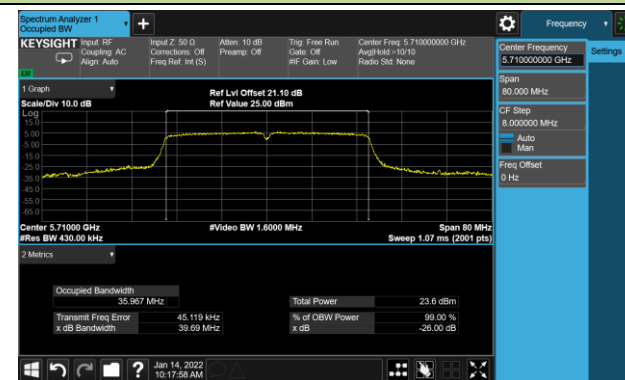 Spectrum Analyzer 1
Occupied BW
Frequency
KEYSIGHT
Input: RF
Coupling: AC
Align: Auto
Input Z: 50 Ω
Corrections: Off
Freq Ref: Int (S)
Atten: 10 dB
Preamp: Off
Trig: Free Run
Gate: Off
#IF Gain: Low
Center Freq: 5.710000000 GHz
Avg|Hold:>10/10
Radio Std: None
Center Frequency
5.710000000 GHz
Settings
Span
80.000 MHz
CF Step
8.000000 MHz
Auto
Man
Freq Offset
0 Hz
1 Graph
Scale/Div 10.0 dB
Ref Lvl Offset 21.10 dB
Ref Value 25.00 dBm
Log
15.0
5.00
-5.00
-15.0
-25.0
-35.0
-45.0
-55.0
-65.0
Center 5.71000 GHz
#Res BW 430.00 kHz
#Video BW 1.6000 MHz
Span 80 MHz
Sweep 1.07 ms (2001 pts)
2 Metrics
Occupied Bandwidth
35.967 MHz
Total Power 23.6 dBm
Transmit Freq Error 45.119 kHz
% of OBW Power 99.00 %
x dB Bandwidth 39.69 MHz
x dB -26.00 dB
Jan 14, 2022
10:17:58 AM